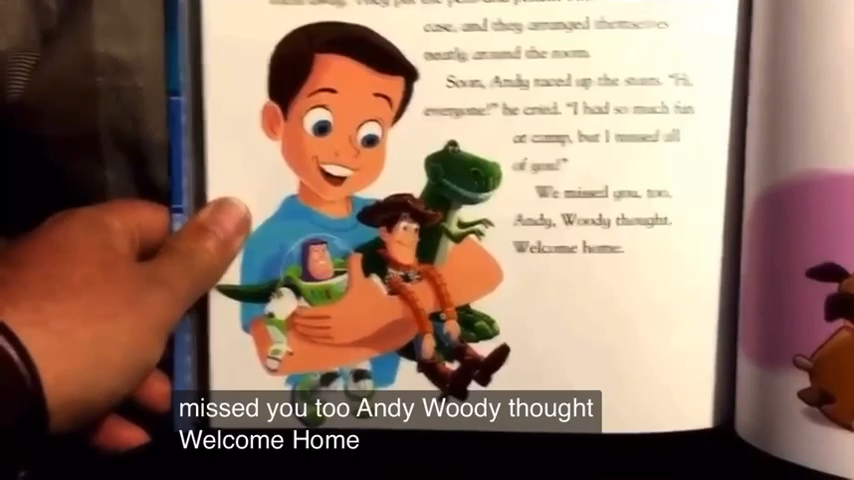 case, and they arranged themselves
neatly around the room.
Soon, Andy raced up the stairs. "Hi,
everyone!" he cried. "I had so much fun
at camp, but I missed all
of you!"
We missed you, too,
Andy, Woody thought.
Welcome home.
missed you too Andy Woody thought
Welcome Home